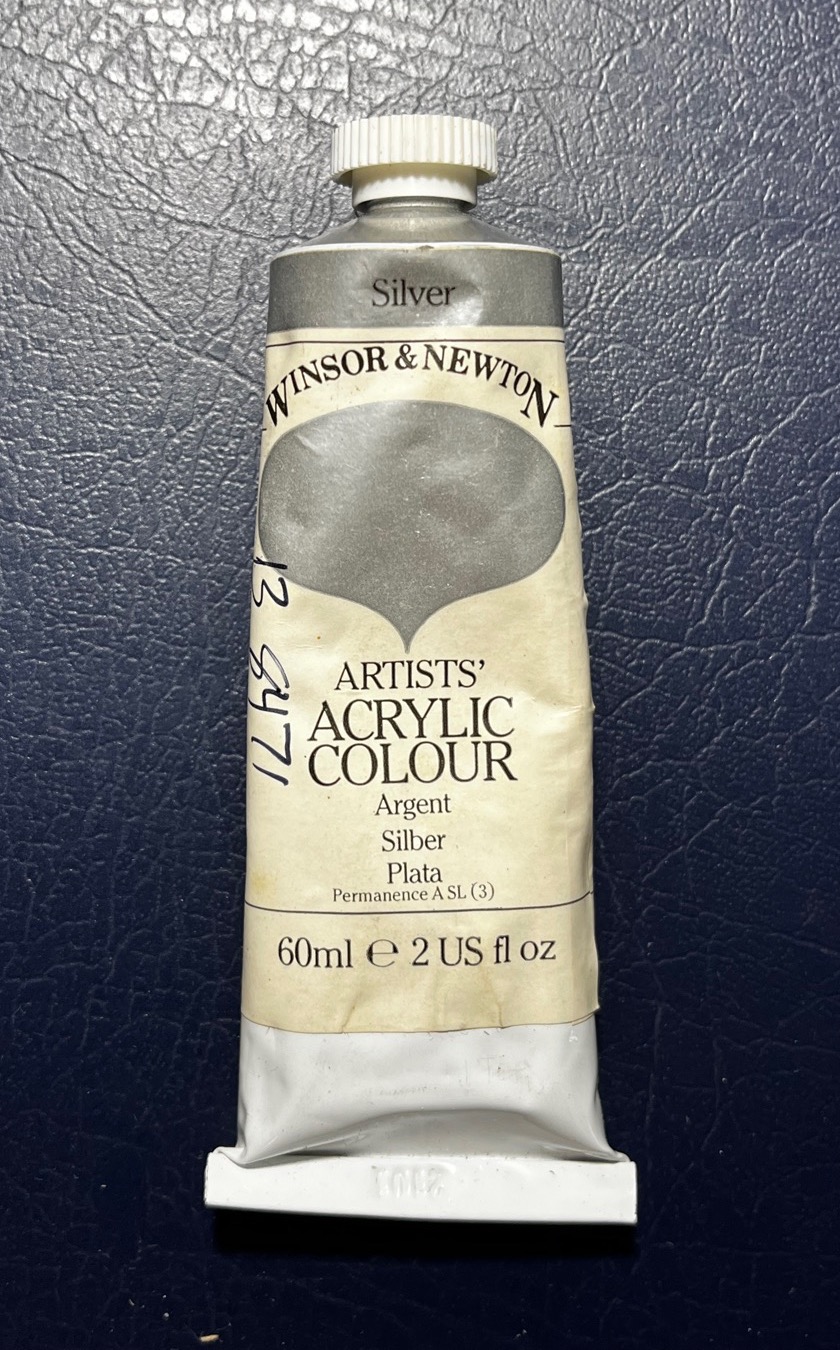 Silver
WINSOR & NEWTON
13 8471
ARTISTS'
ACRYLIC
COLOUR
Argent
Silber
Plata
Permanence A SL (3)
60ml ℮ 2 US fl oz